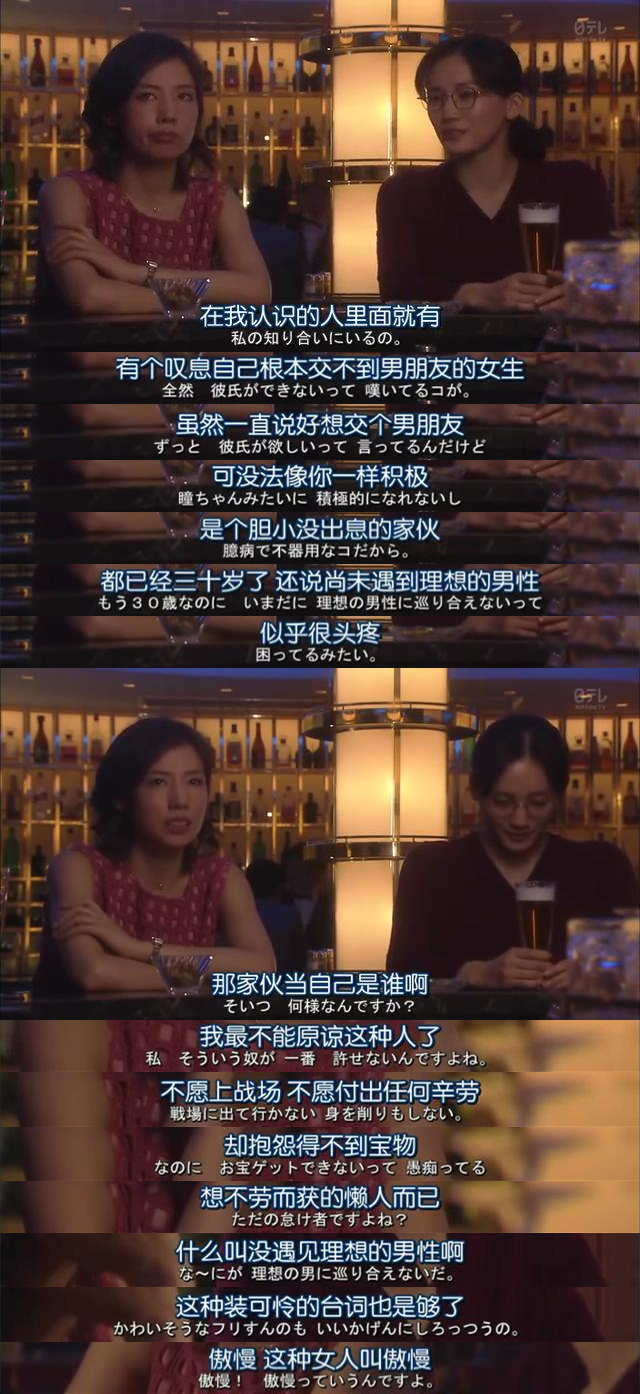 日テレ
在我认识的人里面就有
私の知り合いにいるの。
有个叹息自己根本交不到男朋友的女生
全然　彼氏ができないって 嘆いてるコが。
虽然一直说好想交个男朋友
ずっと　彼氏が欲しいって 言ってるんだけど
可没法像你一样积极
瞳ちゃんみたいに 積極的になれないし
是个胆小没出息的家伙
臆病で不器用なコだから。
都已经三十岁了 还说尚未遇到理想的男性
もう３０歳なのに　いまだに 理想の男性に巡り合えないって
似乎很头疼
困ってるみたい。
日テレ
NIPPON TV
那家伙当自己是谁啊
そいつ　何様なんですか？
我最不能原谅这种人了
私　そういう奴が 一番　許せないんですよね。
不愿上战场 不愿付出任何辛劳
戦場に出て行かない 身を削りもしない。
却抱怨得不到宝物
なのに　お宝ゲットできないって 愚痴ってる
想不劳而获的懒人而已
ただの怠け者ですよね？
什么叫没遇见理想的男性啊
な～にが 理想の男に巡り合えないだ。
这种装可怜的台词也是够了
かわいそうなフリすんのも いいかげんにしろっつうの。
傲慢 这种女人叫傲慢
傲慢！　傲慢っていうんですよ。